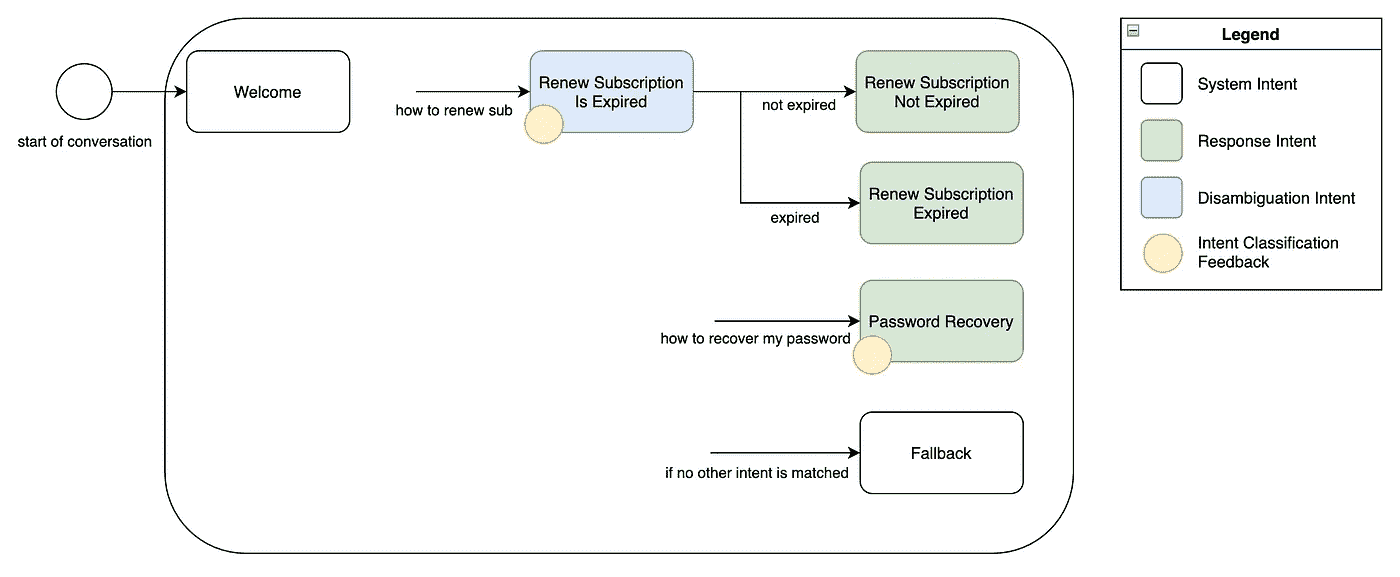 start of conversation
Welcome
how to renew sub
Renew Subscription
Is Expired
not expired
Renew Subscription
Not Expired
expired
Renew Subscription
Expired
how to recover my password
Password Recovery
if no other intent is matched
Fallback
Legend
System Intent
Response Intent
Disambiguation Intent
Intent Classification
Feedback